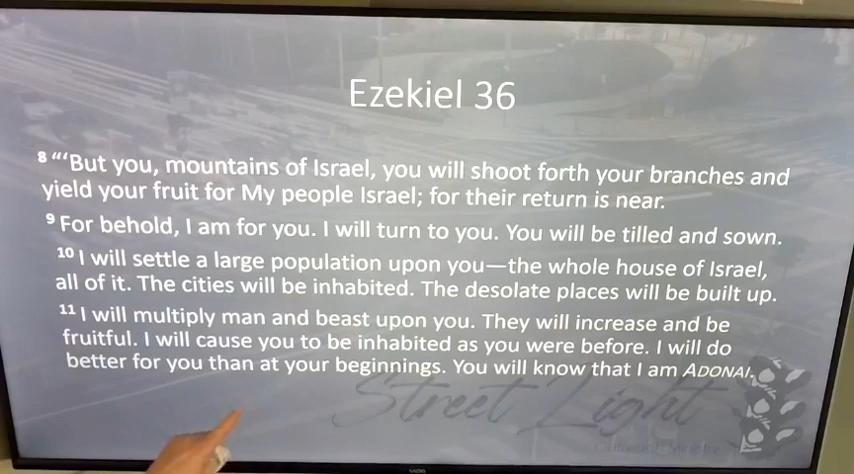 Ezekiel 36
8 “‘But you, mountains of Israel, you will shoot forth your branches and
yield your fruit for My people Israel; for their return is near.
9 For behold, I am for you. I will turn to you. You will be tilled and sown.
10 I will settle a large population upon you—the whole house of Israel,
all of it. The cities will be inhabited. The desolate places will be built up.
11 I will multiply man and beast upon you. They will increase and be
fruitful. I will cause you to be inhabited as you were before. I will do
better for you than at your beginnings. You will know that I am ADONAI.
Street Light